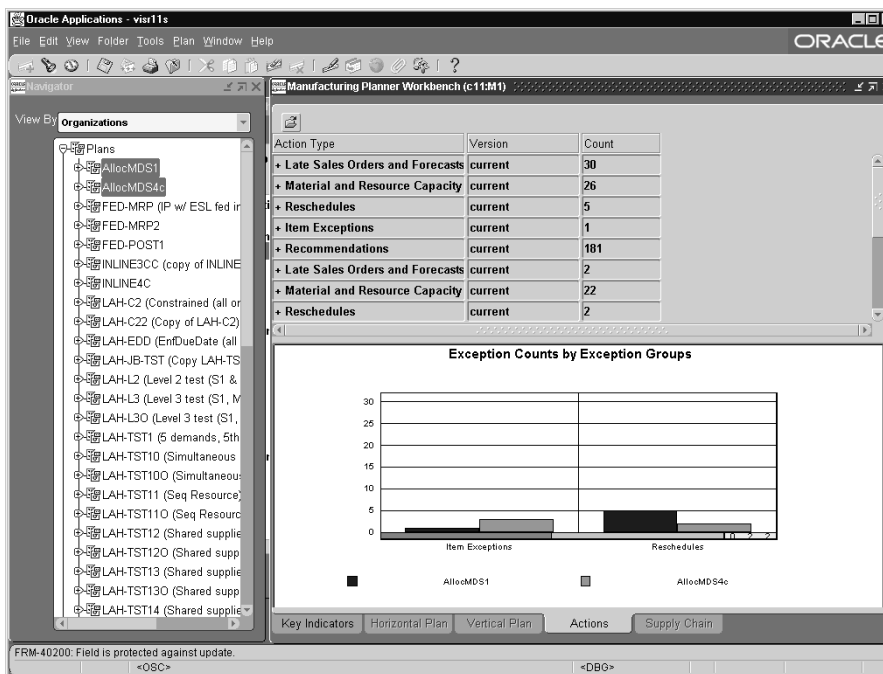 Oracle Applications - visr11s
File Edit View Folder Tools Plan Window Help
ORACLE
Navigator
View By Organizations
Plans
AllocMDS1
AllocMDS4c
FED-MRP (IP w/ ESL fed in
FED-MRP2
FED-POST1
INLINE3CC (copy of INLINE
INLINE4C
LAH-C2 (Constrained (all or
LAH-C22 (Copy of LAH-C2)
LAH-EDD (EnfDueDate (all
LAH-JB-TST (Copy LAH-TS
LAH-L2 (Level 2 test (S1 &
LAH-L3 (Level 3 test (S1, M
LAH-L3O (Level 3 test (S1,
LAH-TST1 (5 demands, 5th
LAH-TST10 (Simultaneous
LAH-TST10O (Simultaneou
LAH-TST11 (Seq Resource)
LAH-TST11O (Seq Resourc
LAH-TST12 (Shared supplie
LAH-TST12O (Shared supp
LAH-TST13 (Shared supplie
LAH-TST13O (Shared supp
LAH-TST14 (Shared supplie
Manufacturing Planner Workbench (c11:M1)
Action Type Version Count
+ Late Sales Orders and Forecasts current 30
+ Material and Resource Capacity current 26
+ Reschedules current 5
+ Item Exceptions current 1
+ Recommendations current 181
+ Late Sales Orders and Forecasts current 2
+ Material and Resource Capacity current 22
+ Reschedules current 2
Exception Counts by Exception Groups
30
25
20
15
10
5
0
0 2 2
Item Exceptions Reschedules
AllocMDS1 AllocMDS4c
Key Indicators Horizontal Plan Vertical Plan Actions Supply Chain
FRM-40200: Field is protected against update.
<OSC> <DBG>